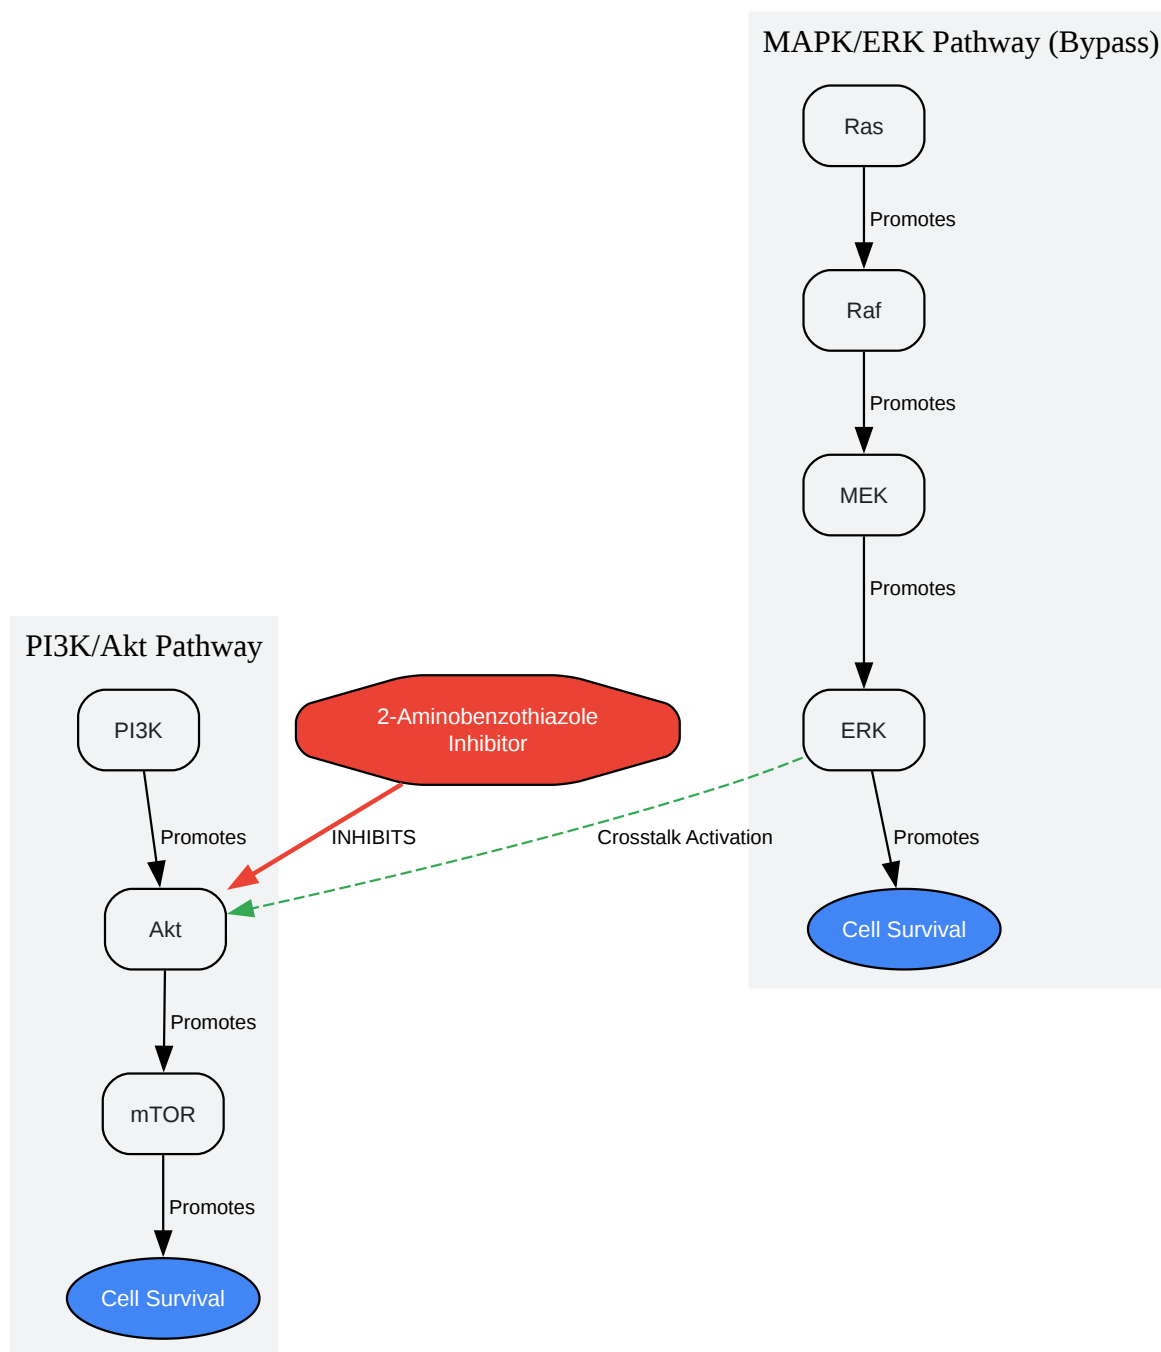 MAPK/ERK Pathway (Bypass)
Ras
Promotes
Raf
Promotes
MEK
Promotes
ERK
Promotes
Cell Survival
PI3K/Akt Pathway
PI3K
Promotes
Akt
Promotes
mTOR
Promotes
Cell Survival
2-Aminobenzothiazole
Inhibitor
INHIBITS
Crosstalk Activation